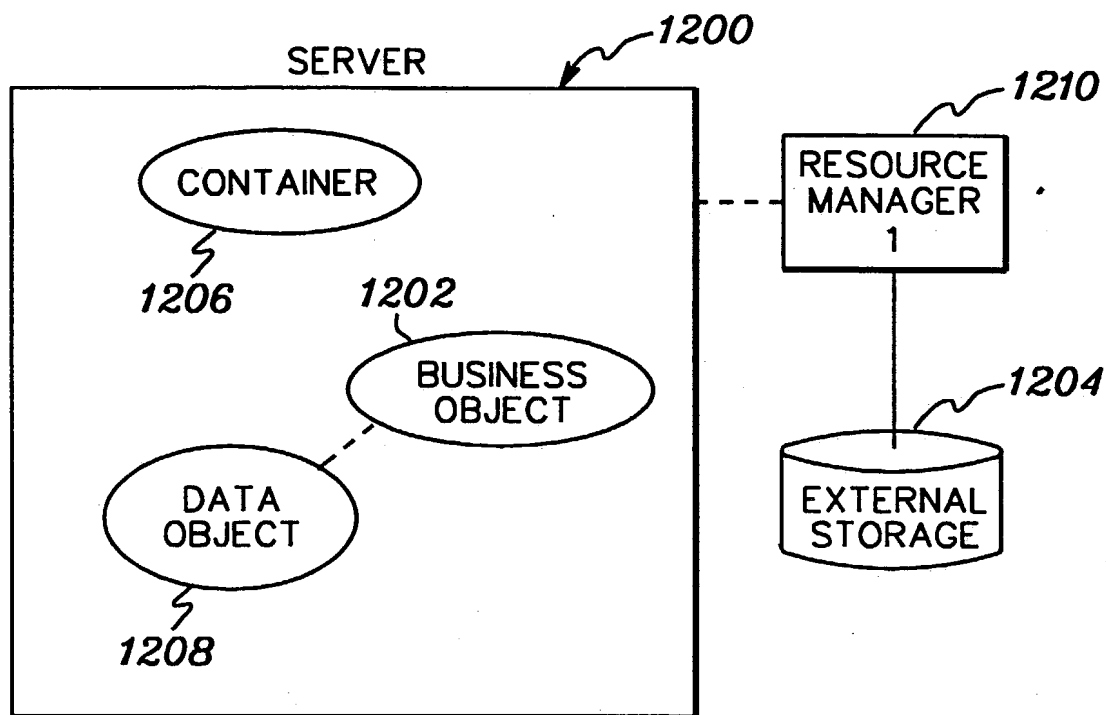 1200
SERVER
1210
CONTAINER
RESOURCE
MANAGER
1
1206
1202
BUSINESS
OBJECT
1204
DATA
OBJECT
EXTERNAL
STORAGE
1208